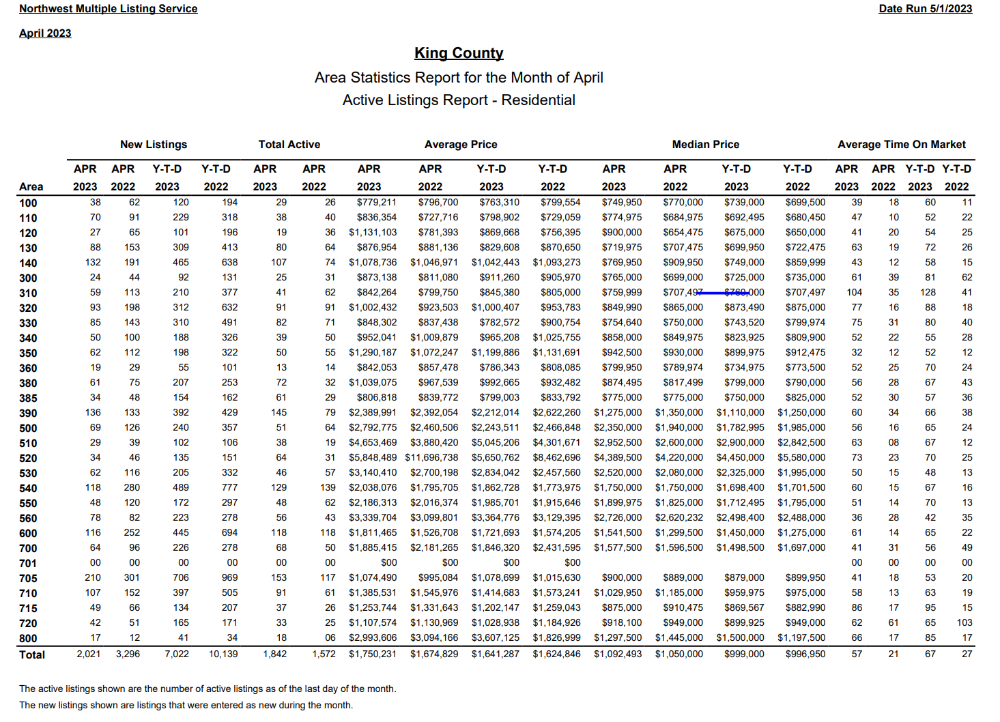 Northwest Multiple Listing Service Date Run 5/1/2023
April 2023
King County
Area Statistics Report for the Month of April
Active Listings Report - Residential
New Listings Total Active Average Price Median Price Average Time On Market
APR APR Y-T-D Y-T-D APR APR APR APR Y-T-D Y-T-D APR APR Y-T-D Y-T-D APR APR Y-T-D Y-T-D
Area 2023 2022 2023 2022 2023 2022 2023 2022 2023 2022 2023 2022 2023 2022 2023 2022 2023 2022
100 38 62 120 194 29 26 $779,211 $796,700 $763,310 $799,554 $749,950 $770,000 $739,000 $699,500 39 18 60 11
110 70 91 229 318 38 40 $836,354 $727,716 $798,902 $729,059 $774,975 $684,975 $692,495 $680,450 47 10 52 22
120 27 65 101 196 19 36 $1,131,103 $781,393 $869,668 $756,395 $900,000 $654,475 $675,000 $650,000 41 20 54 25
130 88 153 309 413 80 64 $876,954 $881,136 $829,608 $870,650 $719,975 $707,475 $699,950 $722,475 63 19 72 26
140 132 191 465 638 107 74 $1,078,736 $1,046,971 $1,042,443 $1,093,273 $769,950 $909,950 $749,000 $859,999 43 12 58 15
300 24 44 92 131 25 31 $873,138 $811,080 $911,260 $905,970 $765,000 $699,000 $725,000 $735,000 61 39 81 62
310 59 113 210 377 41 62 $842,264 $799,750 $845,380 $805,000 $759,999 $707,497 $760,000 $707,497 104 35 128 41
320 93 198 312 632 91 91 $1,002,432 $923,503 $1,000,407 $953,783 $849,990 $865,000 $873,490 $875,000 77 16 88 18
330 85 143 310 491 82 71 $848,302 $837,438 $782,572 $900,754 $754,640 $750,000 $743,520 $799,974 75 31 80 40
340 50 100 188 326 39 50 $952,041 $1,009,879 $965,208 $1,025,755 $858,000 $849,975 $823,925 $809,900 52 22 55 28
350 62 112 198 322 50 55 $1,290,187 $1,072,247 $1,199,886 $1,131,691 $942,500 $930,000 $899,975 $912,475 32 12 52 12
360 19 29 55 101 13 14 $842,053 $857,478 $786,343 $808,085 $799,950 $789,974 $734,975 $773,500 52 25 70 24
380 61 75 207 253 72 32 $1,039,075 $967,539 $992,665 $932,482 $874,495 $817,499 $799,000 $790,000 56 28 67 43
385 34 48 154 162 61 29 $806,818 $839,772 $799,003 $833,792 $775,000 $775,000 $750,000 $825,000 52 30 57 36
390 136 133 392 429 145 79 $2,389,991 $2,392,054 $2,212,014 $2,622,260 $1,275,000 $1,350,000 $1,110,000 $1,250,000 60 34 66 38
500 69 126 240 357 51 64 $2,792,775 $2,460,506 $2,243,511 $2,466,848 $2,350,000 $1,940,000 $1,782,995 $1,985,000 56 16 65 24
510 29 39 102 106 38 19 $4,653,469 $3,880,420 $5,045,206 $4,301,671 $2,952,500 $2,600,000 $2,900,000 $2,842,500 63 08 67 12
520 34 46 135 151 64 31 $5,848,489 $11,696,738 $5,650,762 $8,462,696 $4,389,500 $4,220,000 $4,450,000 $5,580,000 73 23 70 25
530 62 116 205 332 46 57 $3,140,410 $2,700,198 $2,834,042 $2,457,560 $2,520,000 $2,080,000 $2,325,000 $1,995,000 50 15 48 13
540 118 280 489 777 129 139 $2,038,076 $1,795,705 $1,862,728 $1,773,975 $1,750,000 $1,750,000 $1,698,400 $1,701,500 60 15 67 16
550 48 120 172 297 48 62 $2,186,313 $2,016,374 $1,985,701 $1,915,646 $1,899,975 $1,825,000 $1,712,495 $1,795,000 51 14 70 13
560 78 82 223 278 56 43 $3,339,704 $3,099,801 $3,364,776 $3,129,395 $2,726,000 $2,620,232 $2,498,400 $2,488,000 36 28 42 35
600 116 252 445 694 118 118 $1,811,465 $1,526,708 $1,721,693 $1,574,205 $1,541,500 $1,299,500 $1,450,000 $1,275,000 61 14 65 22
700 64 96 226 278 68 50 $1,885,415 $2,181,265 $1,846,320 $2,431,595 $1,577,500 $1,596,500 $1,498,500 $1,697,000 41 31 56 49
701 00 00 00 00 00 00 $00 $00 $00 $00 00 00 00 00
705 210 301 706 969 153 117 $1,074,490 $995,084 $1,078,699 $1,015,630 $900,000 $889,000 $879,000 $899,950 41 18 53 20
710 107 152 397 505 91 61 $1,385,531 $1,545,976 $1,414,683 $1,573,241 $1,029,950 $1,185,000 $959,975 $975,000 58 13 63 19
715 49 66 134 207 37 26 $1,253,744 $1,331,643 $1,202,147 $1,259,043 $875,000 $910,475 $869,567 $882,990 86 17 95 15
720 42 51 165 171 33 25 $1,107,574 $1,130,969 $1,028,938 $1,184,926 $918,100 $949,000 $899,925 $949,000 62 61 65 103
800 17 12 41 34 18 06 $2,993,606 $3,094,166 $3,607,125 $1,826,999 $1,297,500 $1,445,000 $1,500,000 $1,197,500 66 17 85 17
Total 2,021 3,296 7,022 10,139 1,842 1,572 $1,750,231 $1,674,829 $1,641,287 $1,624,846 $1,092,493 $1,050,000 $999,000 $996,950 57 21 67 27
The active listings shown are the number of active listings as of the last day of the month.
The new listings shown are listings that were entered as new during the month.